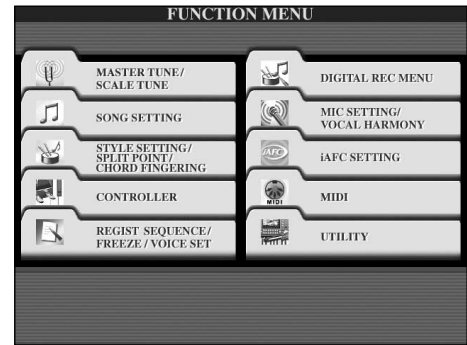 FUNCTION MENU
MASTER TUNE/
SCALE TUNE
SONG SETTING
STYLE SETTING/
SPLIT POINT/
CHORD FINGERING
CONTROLLER
REGIST SEQUENCE/
FREEZE / VOICE SET
DIGITAL REC MENU
MIC SETTING/
VOCAL HARMONY
iAFC
iAFC SETTING
MIDI
MIDI
UTILITY